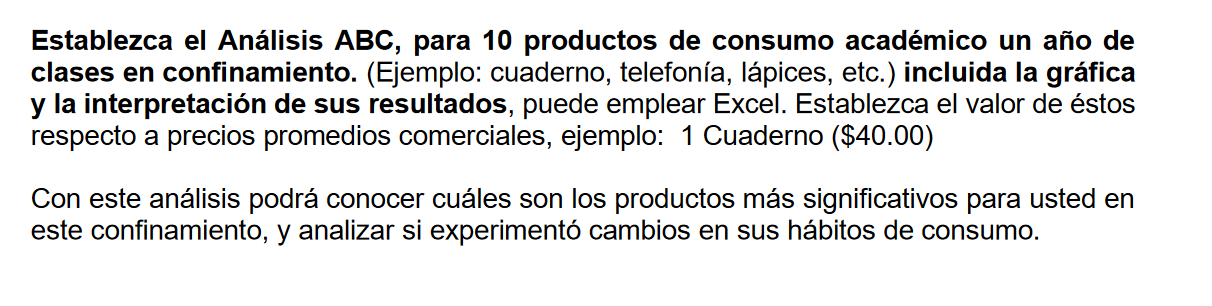 Establezca el Análisis ABC, para 10 productos de consumo académico un año de
clases en confinamiento. (Ejemplo: cuaderno, telefonía, lápices, etc.) incluida la gráfica
y la interpretación de sus resultados, puede emplear Excel. Establezca el valor de éstos
respecto a precios promedios comerciales, ejemplo: 1 Cuaderno ($40.00)
Con este análisis podrá conocer cuáles son los productos más significativos para usted en
este confinamiento, y analizar si experimentó cambios en sus hábitos de consumo.